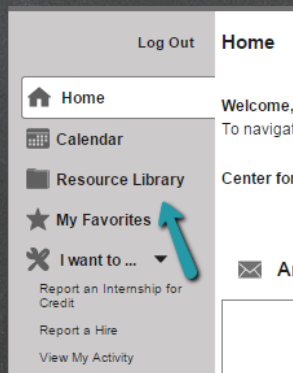 Log Out
Home
Home
Welcome,
To naviga
Calendar
Resource Library
Center for
My Favorites
I want to ...
A
Report an Internship for
Credit
Report a Hire
View My Activity